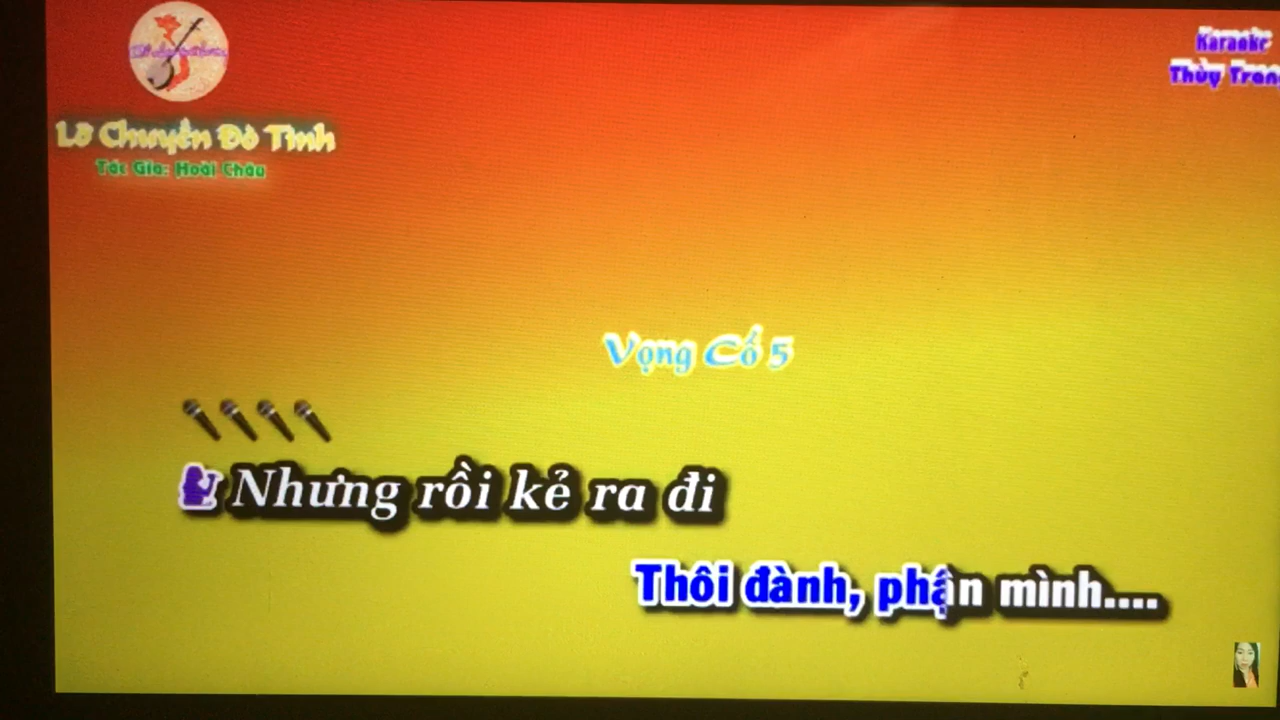 Karaoke
Thùy Trang
Lỡ Chuyến Đò Tình
Tác Giả: Hoài Châu
Vọng Cổ 5
Nhưng rồi kẻ ra đi
Thôi đành, phận mình....